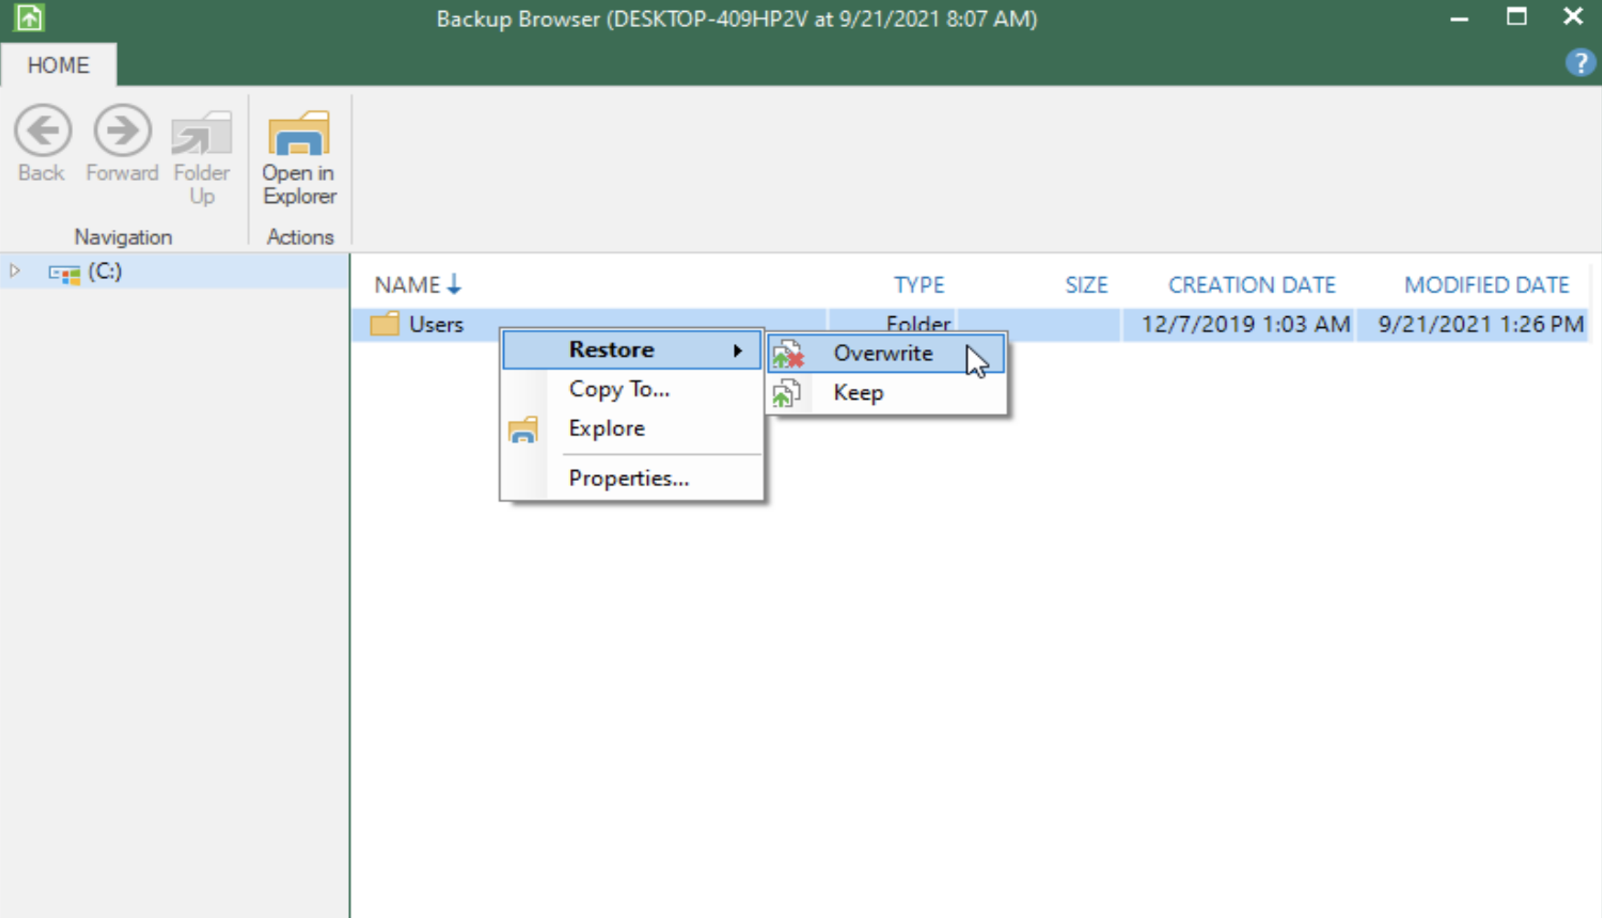 Backup Browser (DESKTOP-409HP2V at 9/21/2021 8:07 AM)
HOME
?
Back Forward Folder Up
Open in Explorer
Navigation Actions
(C:)
NAME TYPE SIZE CREATION DATE MODIFIED DATE
Users Folder 12/7/2019 1:03 AM 9/21/2021 1:26 PM
Restore
Overwrite
Copy To...
Keep
Explore
Properties...